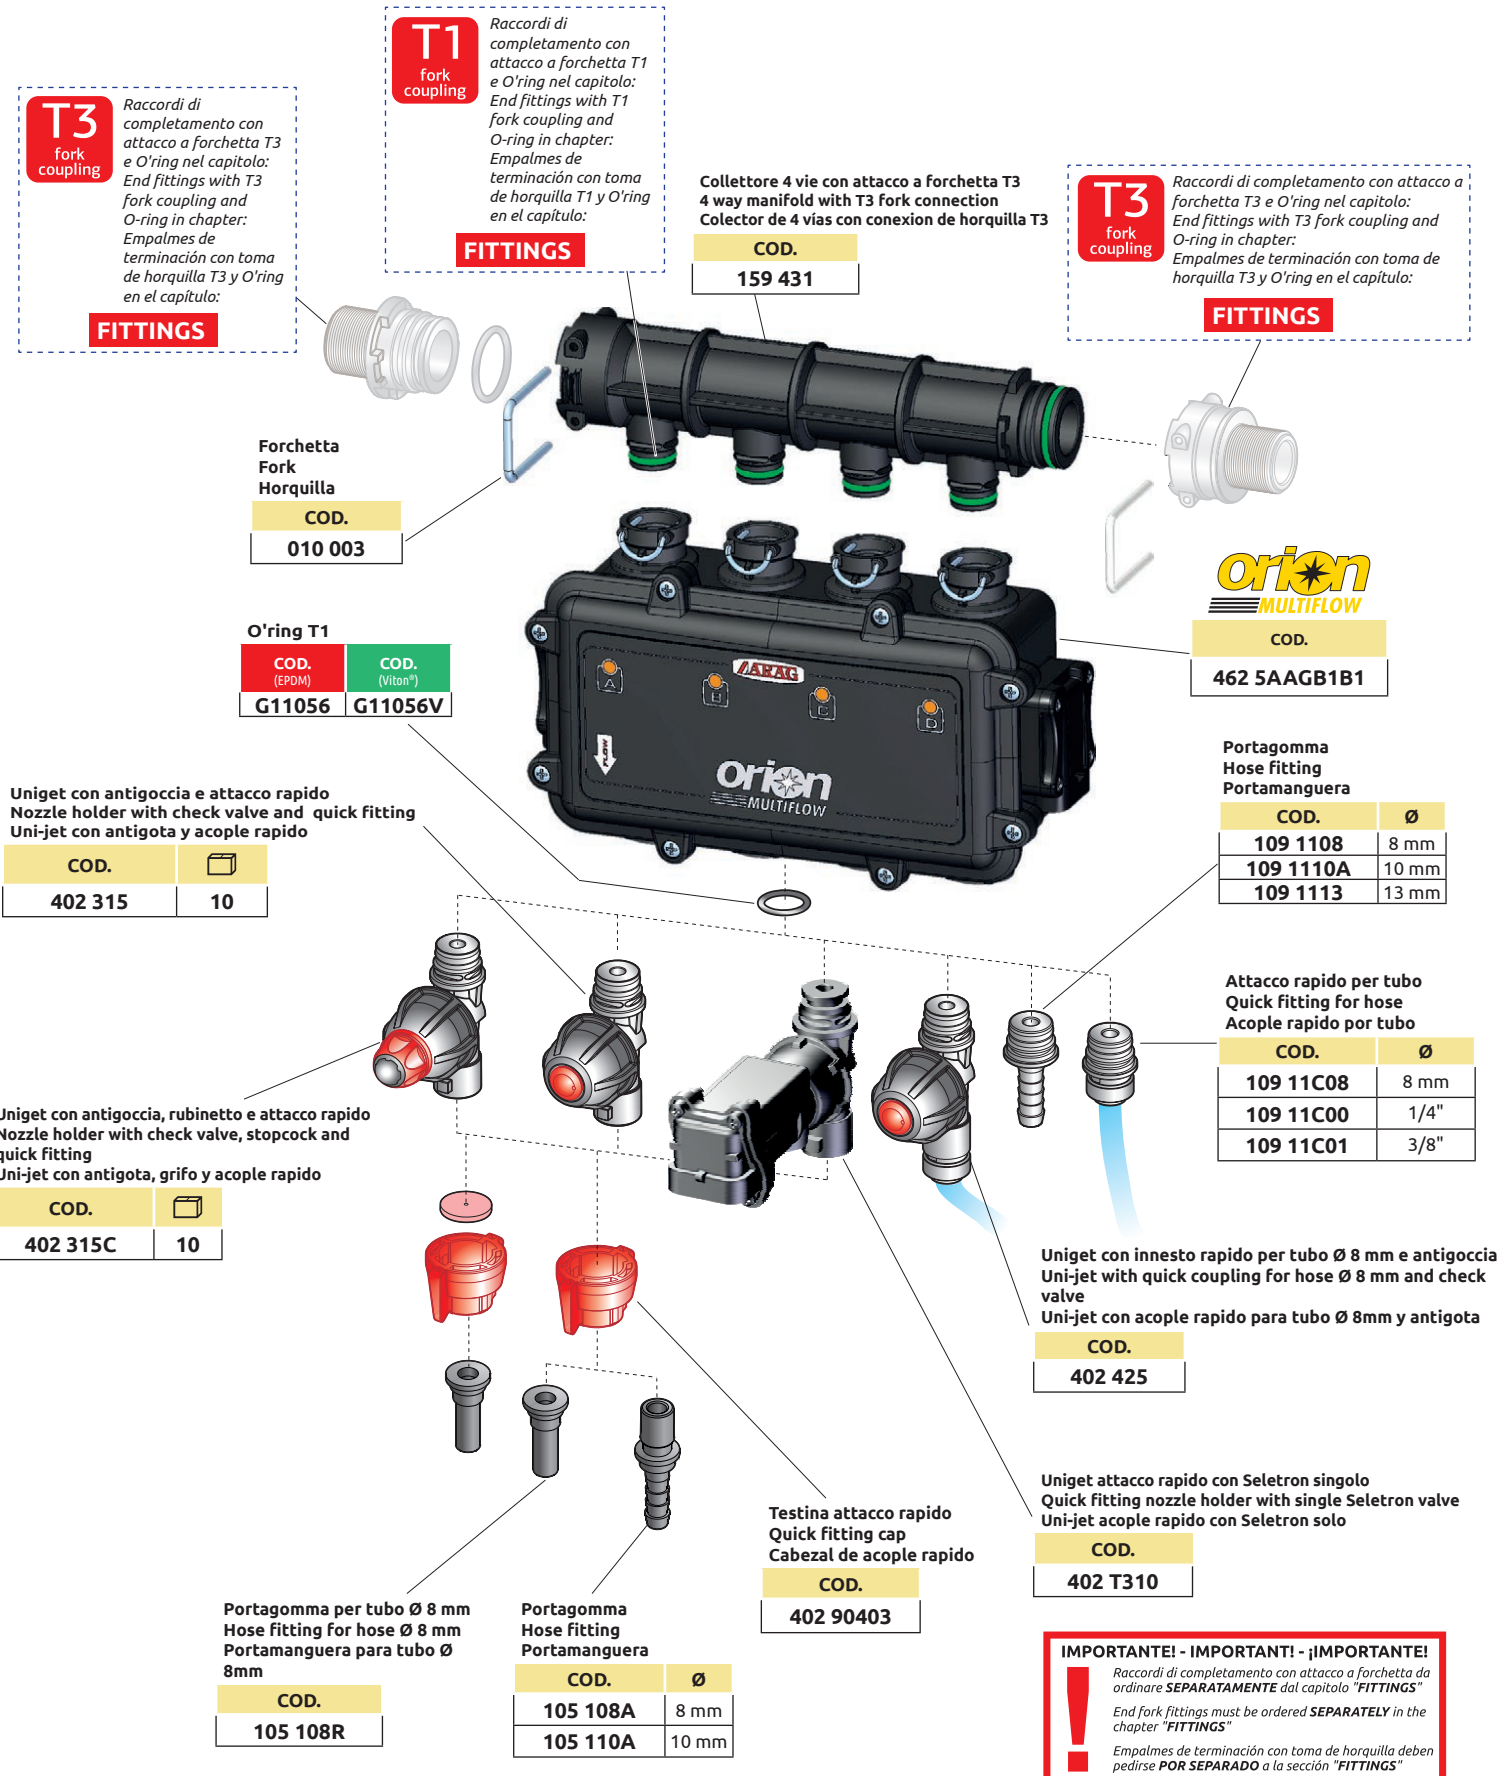 T1
fork
coupling
Raccordi di
completamento con
attacco a forchetta T1
e O'ring nel capitolo:
End fittings with T1
fork coupling and
O-ring in chapter:
Empalmes de
terminación con toma
de horquilla T1 y O'ring
en el capítulo:
FITTINGS
T3
fork
coupling
Raccordi di
completamento con
attacco a forchetta T3
e O'ring nel capitolo:
End fittings with T3
fork coupling and
O-ring in chapter:
Empalmes de
terminación con toma
de horquilla T3 y O'ring
en el capítulo:
FITTINGS
Collettore 4 vie con attacco a forchetta T3
4 way manifold with T3 fork connection
Colector de 4 vías con conexion de horquilla T3
COD.
159 431
T3
fork
coupling
Raccordi di completamento con attacco a
forchetta T3 e O'ring nel capitolo:
End fittings with T3 fork coupling and
O-ring in chapter:
Empalmes de terminación con toma de
horquilla T3 y O'ring en el capítulo:
FITTINGS
Forchetta
Fork
Horquilla
COD.
010 003
orion
MULTIFLOW
COD.
462 5AAGB1B1
O'ring T1
COD. COD.
(EPDM) (Viton®)
G11056 G11056V
ARAG
A B C D
FLOW
orion
MULTIFLOW
Portagomma
Hose fitting
Portamanguera
COD. Ø
109 1108 8 mm
109 1110A 10 mm
109 1113 13 mm
Uniget con antigoccia e attacco rapido
Nozzle holder with check valve and quick fitting
Uni-jet con antigota y acople rapido
COD.
402 315 10
Attacco rapido per tubo
Quick fitting for hose
Acople rapido por tubo
COD. Ø
109 11C08 8 mm
109 11C00 1/4"
109 11C01 3/8"
Uniget con antigoccia, rubinetto e attacco rapido
Nozzle holder with check valve, stopcock and
quick fitting
Uni-jet con antigota, grifo y acople rapido
COD.
402 315C 10
Uniget con innesto rapido per tubo Ø 8 mm e antigoccia
Uni-jet with quick coupling for hose Ø 8 mm and check
valve
Uni-jet con acople rapido para tubo Ø 8mm y antigota
COD.
402 425
Uniget attacco rapido con Seletron singolo
Quick fitting nozzle holder with single Seletron valve
Uni-jet acople rapido con Seletron solo
COD.
402 T310
Testina attacco rapido
Quick fitting cap
Cabezal de acople rapido
COD.
402 90403
Portagomma per tubo Ø 8 mm
Hose fitting for hose Ø 8 mm
Portamanguera para tubo Ø
8mm
COD.
105 108R
Portagomma
Hose fitting
Portamanguera
COD. Ø
105 108A 8 mm
105 110A 10 mm
IMPORTANTE! - IMPORTANT! - ¡IMPORTANTE!
!
Raccordi di completamento con attacco a forchetta da
ordinare SEPARATAMENTE dal capitolo "FITTINGS"
End fork fittings must be ordered SEPARATELY in the
chapter "FITTINGS"
Empalmes de terminación con toma de horquilla deben
pedirse POR SEPARADO a la sección "FITTINGS"